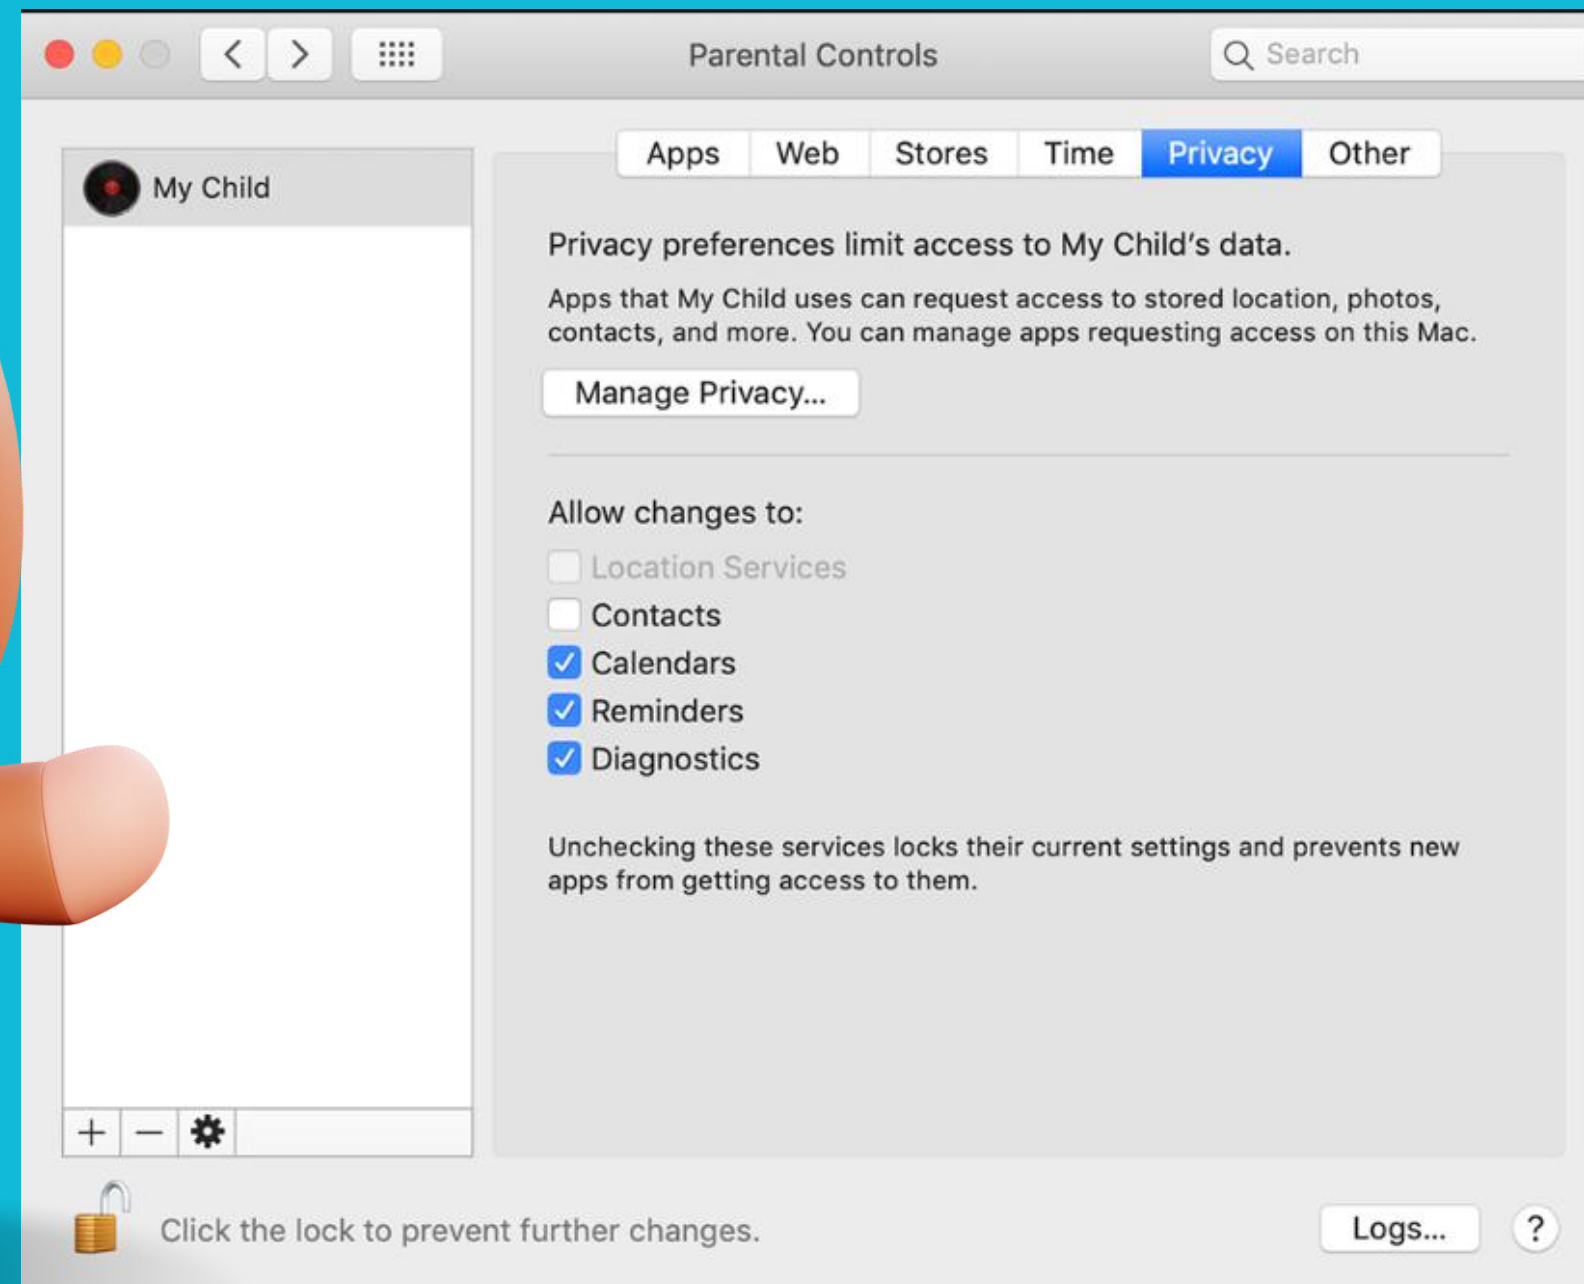 Parental Controls
Search
My Child
Apps Web Stores Time Privacy Other
Privacy preferences limit access to My Child's data.
Apps that My Child uses can request access to stored location, photos,
contacts, and more. You can manage apps requesting access on this Mac.
Manage Privacy...
Allow changes to:
Location Services
Contacts
Calendars
Reminders
Diagnostics
Unchecking these services locks their current settings and prevents new
apps from getting access to them.
Click the lock to prevent further changes.
Logs...
?